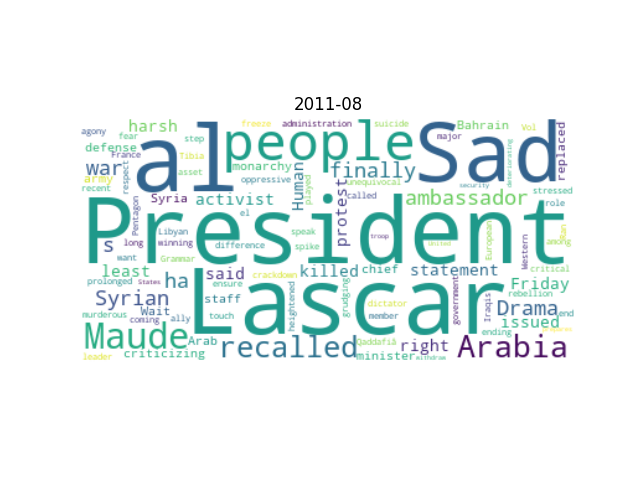 2011-08
agony
harsh
step
fear
defense
France
war
army
Tibia
recent
asset
respect
al
people
freeze
administration
suicide
monarchy
oppressive
Human
played
finally
unequivocal
called
protest
Sad
Bahrain
major
Vol
deteriorating
replaced
security
stressed
role
ambassador
activist
Syria
Pentagon
President
s
long
winning
Libyan
el
want
Grammar
difference
speak
spike
troop
United
European
Western
among
Ran
least
ha
said
crackdown
killed
chief
statement
critical
prolonged
States
ensure
Friday
Syrian
staff
heightened
grudging
dictator
member
government
Iraqis
Drama
rebellion
murderous
Wait
coming
ally
touch
Lascar
issued
end
ending
Maude
Arab
recalled
Qaddafiâ
minister
withdraw
right
Arabia
leader
criticizing